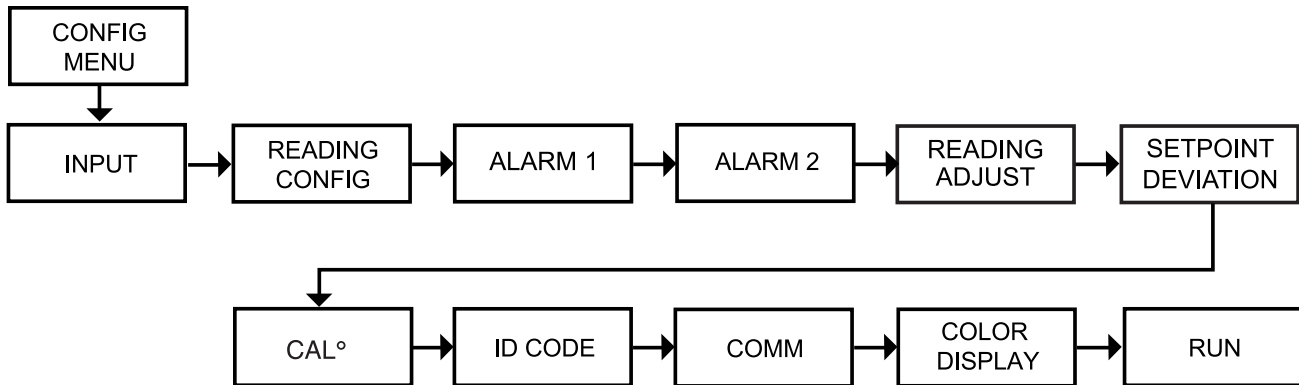 CONFIG
MENU
INPUT
READING
CONFIG
ALARM 1
ALARM 2
READING
ADJUST
SETPOINT
DEVIATION
CAL°
ID CODE
COMM
COLOR
DISPLAY
RUN